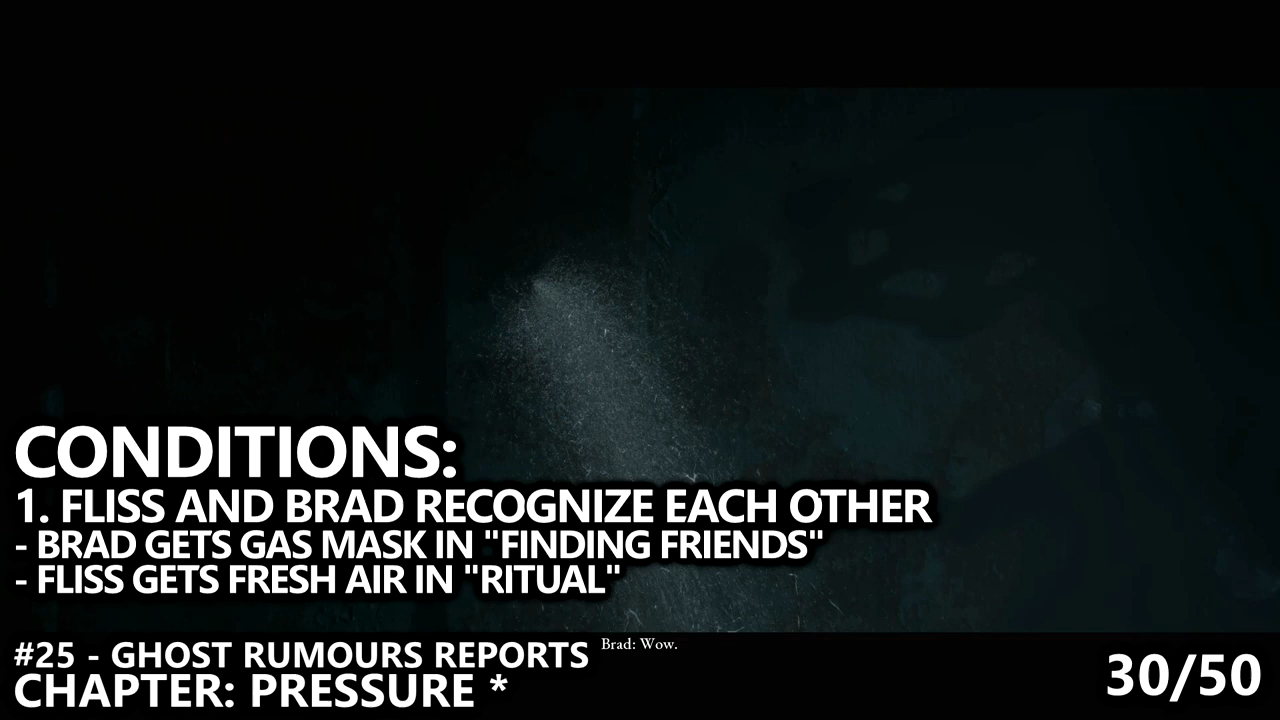 CONDITIONS:
1. FLISS AND BRAD RECOGNIZE EACH OTHER
- BRAD GETS GAS MASK IN "FINDING FRIENDS"
- FLISS GETS FRESH AIR IN "RITUAL"
Brad: Wow.
#25 - GHOST RUMOURS REPORTS
CHAPTER: PRESSURE *
30/50